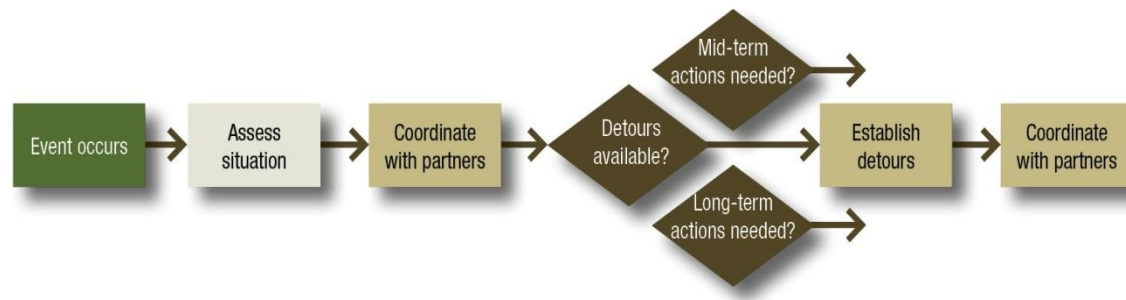 Event occurs
Assess
situation
Coordinate
with partners
Detours
available?
Mid-term
actions needed?
Long-term
actions needed?
Establish
detours
Coordinate
with partners